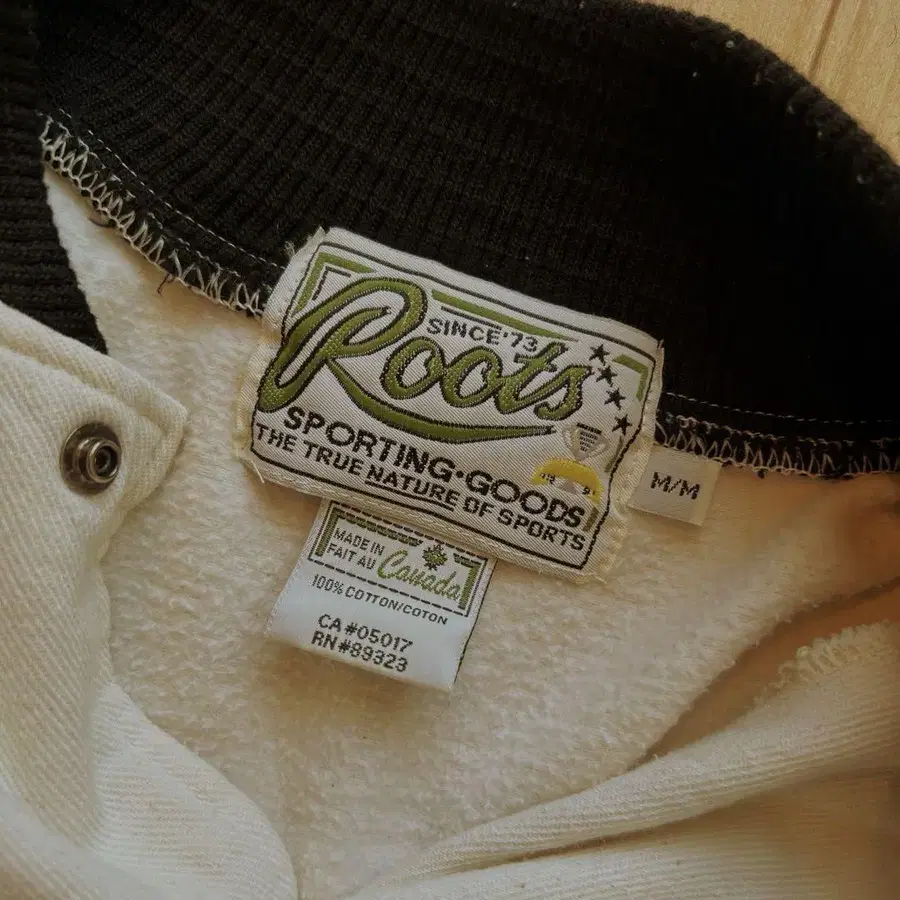 SINCE '73
Roots
SPORTING•GOODS
THE TRUE NATURE OF SPORTS
M/M
MADE IN
FAIT AU
Canada
100% COTTON/COTON
CA#05017
RN#89323